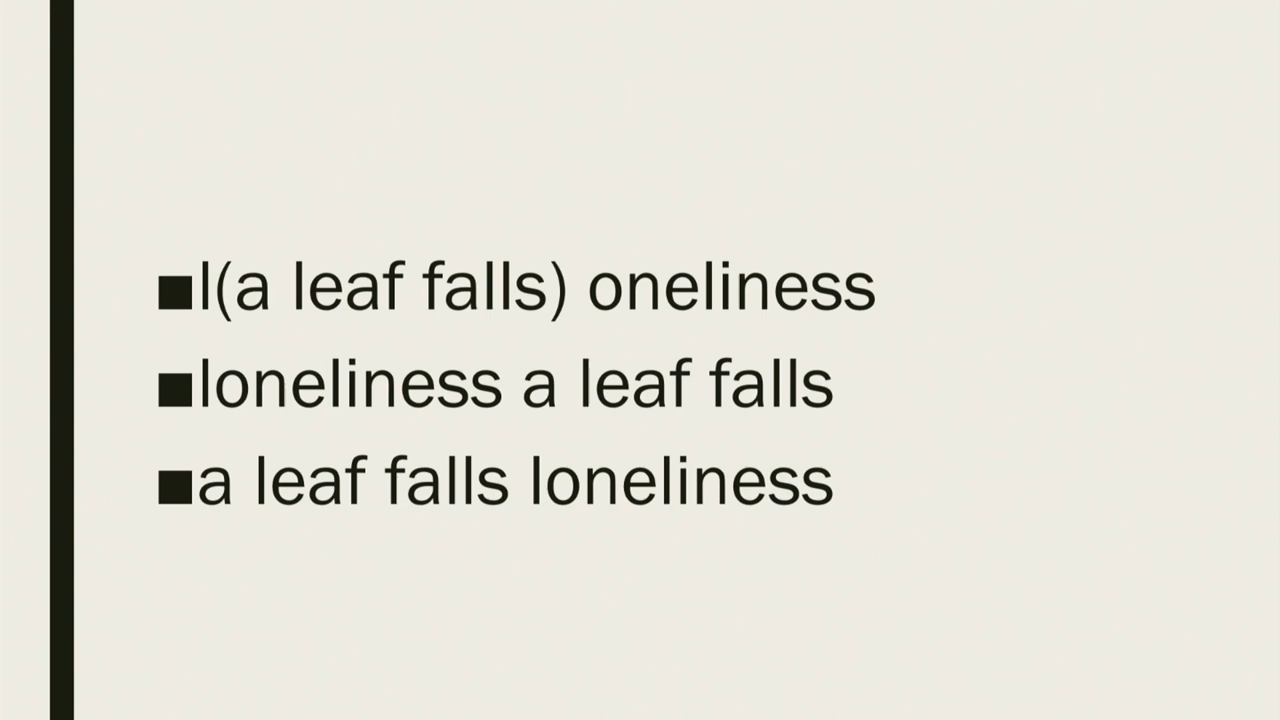 ■l(a leaf falls) oneliness
■loneliness a leaf falls
■a leaf falls loneliness